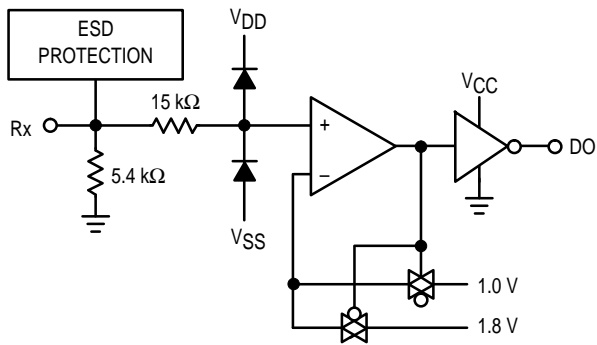 ESD
PROTECTION
VDD
15 kΩ
VCC
Rx
+
DO
5.4 kΩ
–
VSS
1.0 V
1.8 V